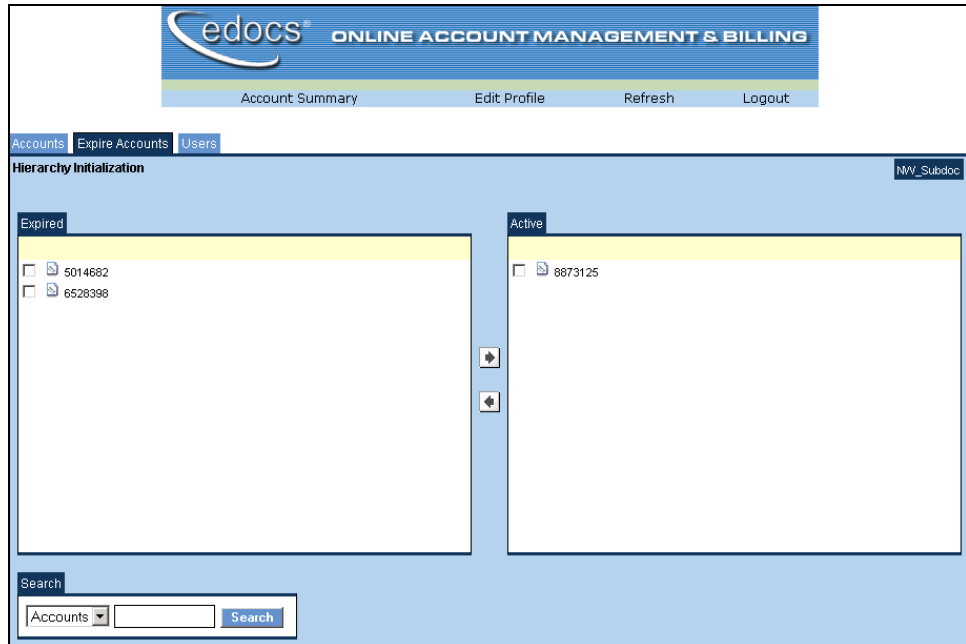 edocs® ONLINE ACCOUNT MANAGEMENT & BILLING
Account Summary Edit Profile Refresh Logout
Accounts Expire Accounts Users
Hierarchy Initialization NW_Subdoc
Expired Active
5014682 8873125
6528398
Search
Accounts Search